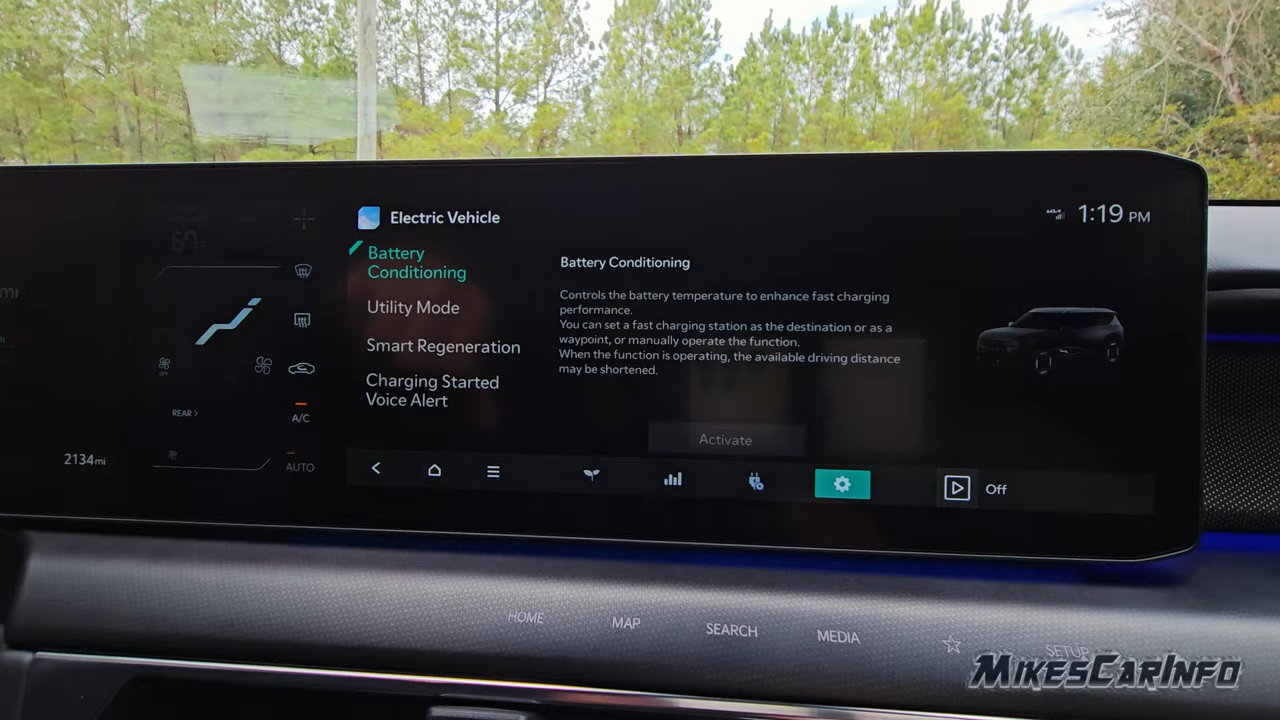 Electric Vehicle
1:19 PM
Battery
Conditioning
Utility Mode
Smart Regeneration
Charging Started
Voice Alert
Battery Conditioning
Controls the battery temperature to enhance fast charging
performance.
You can set a fast charging station as the destination or as a
waypoint, or manually operate the function.
When the function is operating, the available driving distance
may be shortened.
Activate
Off
mi
67
OFF
REAR >
A/C
AUTO
2134mi
HOME
MAP
SEARCH
MEDIA
SETUP
MIKESCARINFO